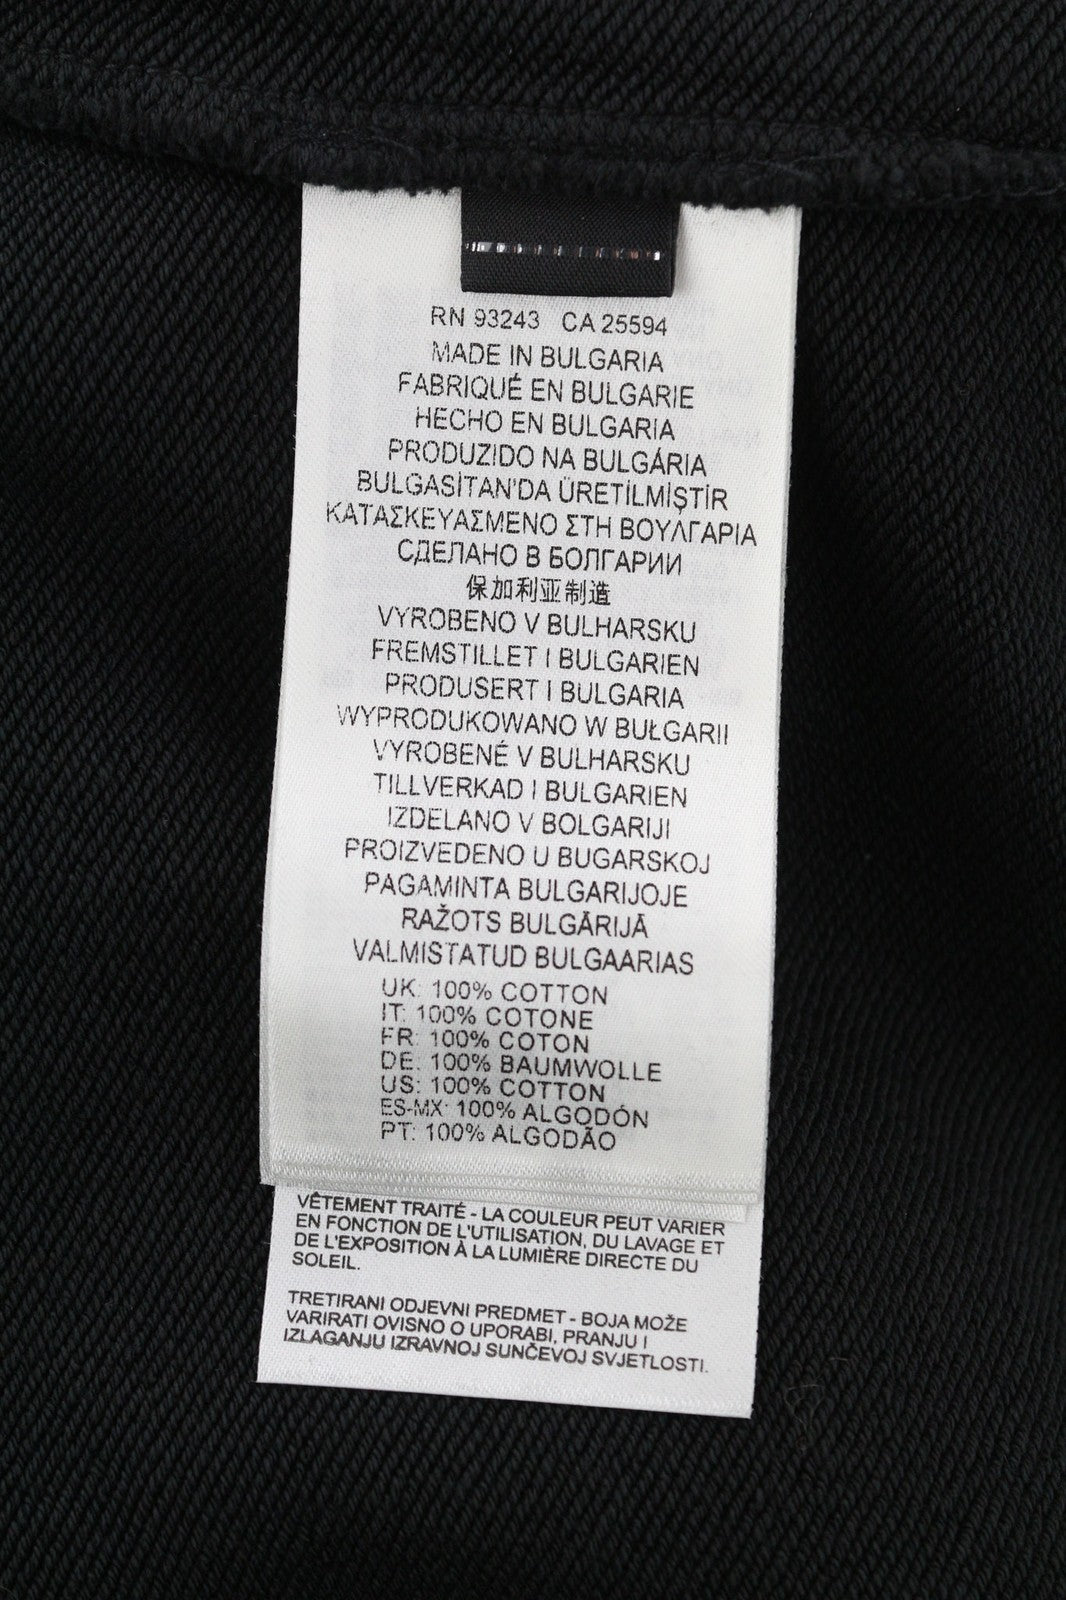 RN 93243 CA 25594
MADE IN BULGARIA
FABRIQUÉ EN BULGARIE
HECHO EN BULGARIA
PRODUZIDO NA BULGÁRIA
BULGASİTAN'DA ÜRETİLMİŞTİR
ΚΑΤΑΣΚΕΥΑΣΜΕΝΟ ΣΤΗ ΒΟΥΛΓΑΡΙΑ
СДЕЛАНО В БОЛГАРИИ
保加利亚制造
VYROBENO V BULHARSKU
FREMSTILLET I BULGARIEN
PRODUSERT I BULGARIA
WYPRODUKOWANO W BUŁGARII
VYROBENÉ V BULHARSKU
TILLVERKAD I BULGARIEN
IZDELANO V BOLGARIJI
PROIZVEDENO U BUGARSKOJ
PAGAMINTA BULGARIJOJE
RAŽOTS BULGĀRIJĀ
VALMISTATUD BULGAARIAS
UK: 100% COTTON
IT: 100% COTONE
FR: 100% COTON
DE: 100% BAUMWOLLE
US: 100% COTTON
ES-MX: 100% ALGODÓN
PT: 100% ALGODÃO
VÊTEMENT TRAITÉ - LA COULEUR PEUT VARIER
EN FONCTION DE L'UTILISATION, DU LAVAGE ET
DE L'EXPOSITION À LA LUMIÈRE DIRECTE DU
SOLEIL.
TRETIRANI ODJEVNI PREDMET - BOJA MOŽE
VARIRATI OVISNO O UPORABI, PRANJU I
IZLAGANJU IZRAVNOJ SUNČEVOJ SVJETLOSTI.